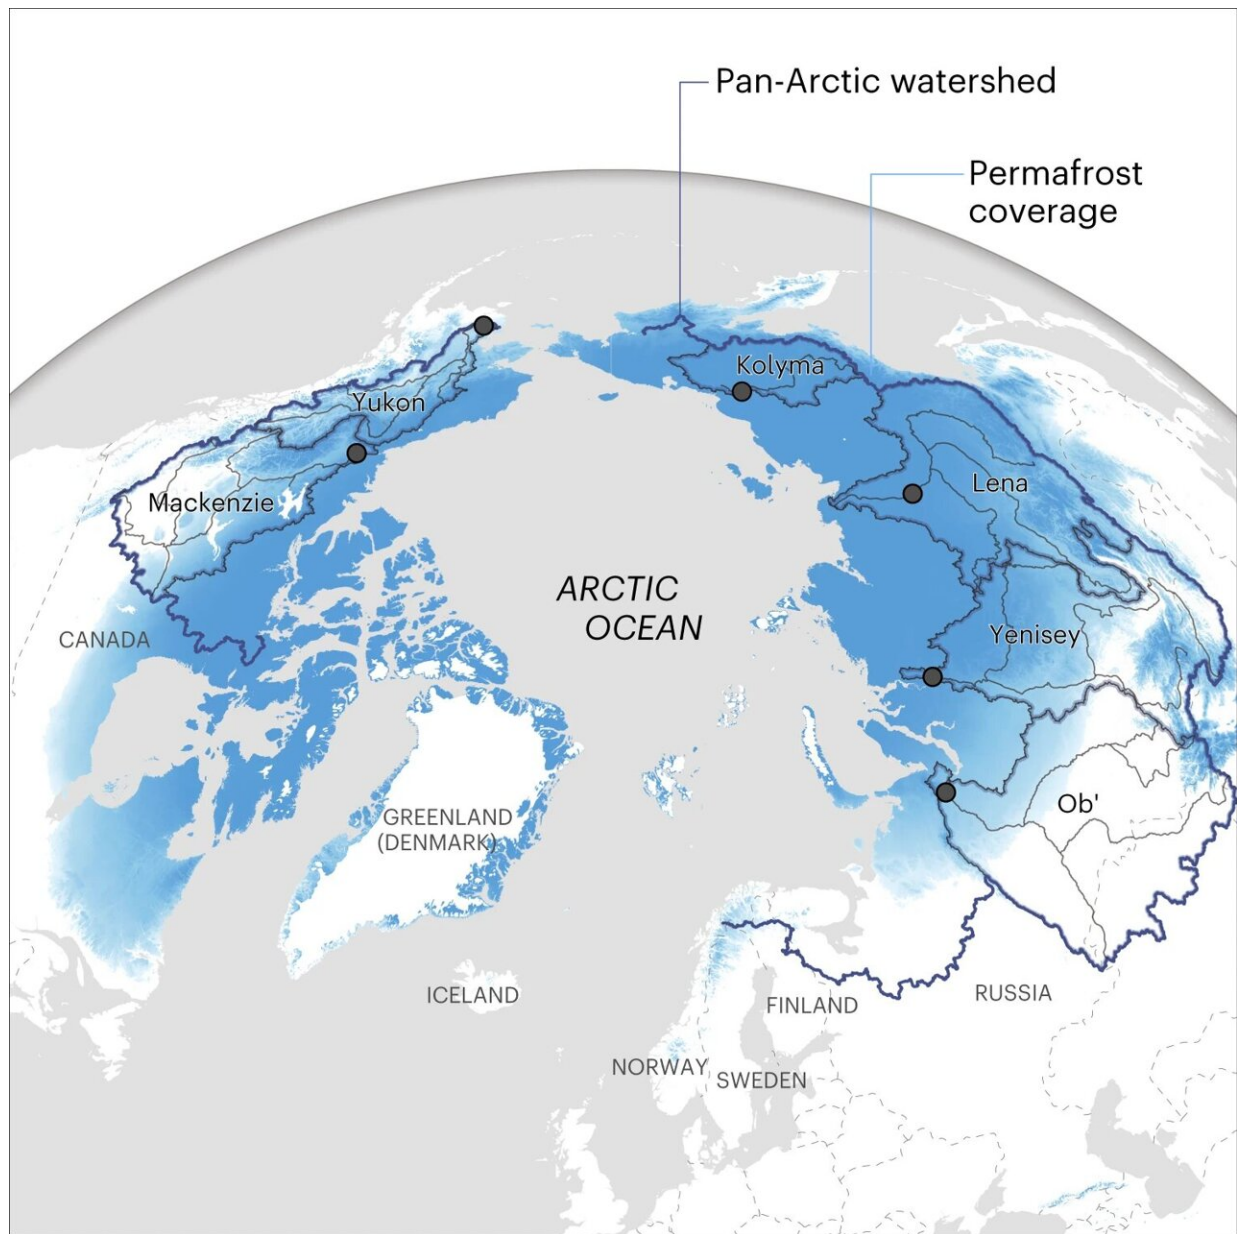 Pan-Arctic watershed
Permafrost
coverage
Kolyma
Yukon
Lena
Mackenzie
ARCTIC
OCEAN
CANADA
Yenisey
Ob'
GREENLAND
(DENMARK)
ICELAND
FINLAND
RUSSIA
NORWAY
SWEDEN